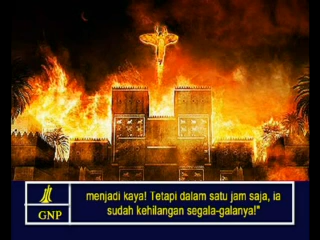 GNP
menjadi kaya! Tetapi dalam satu jam saja, ia
sudah kehilangan segala-galanya!"